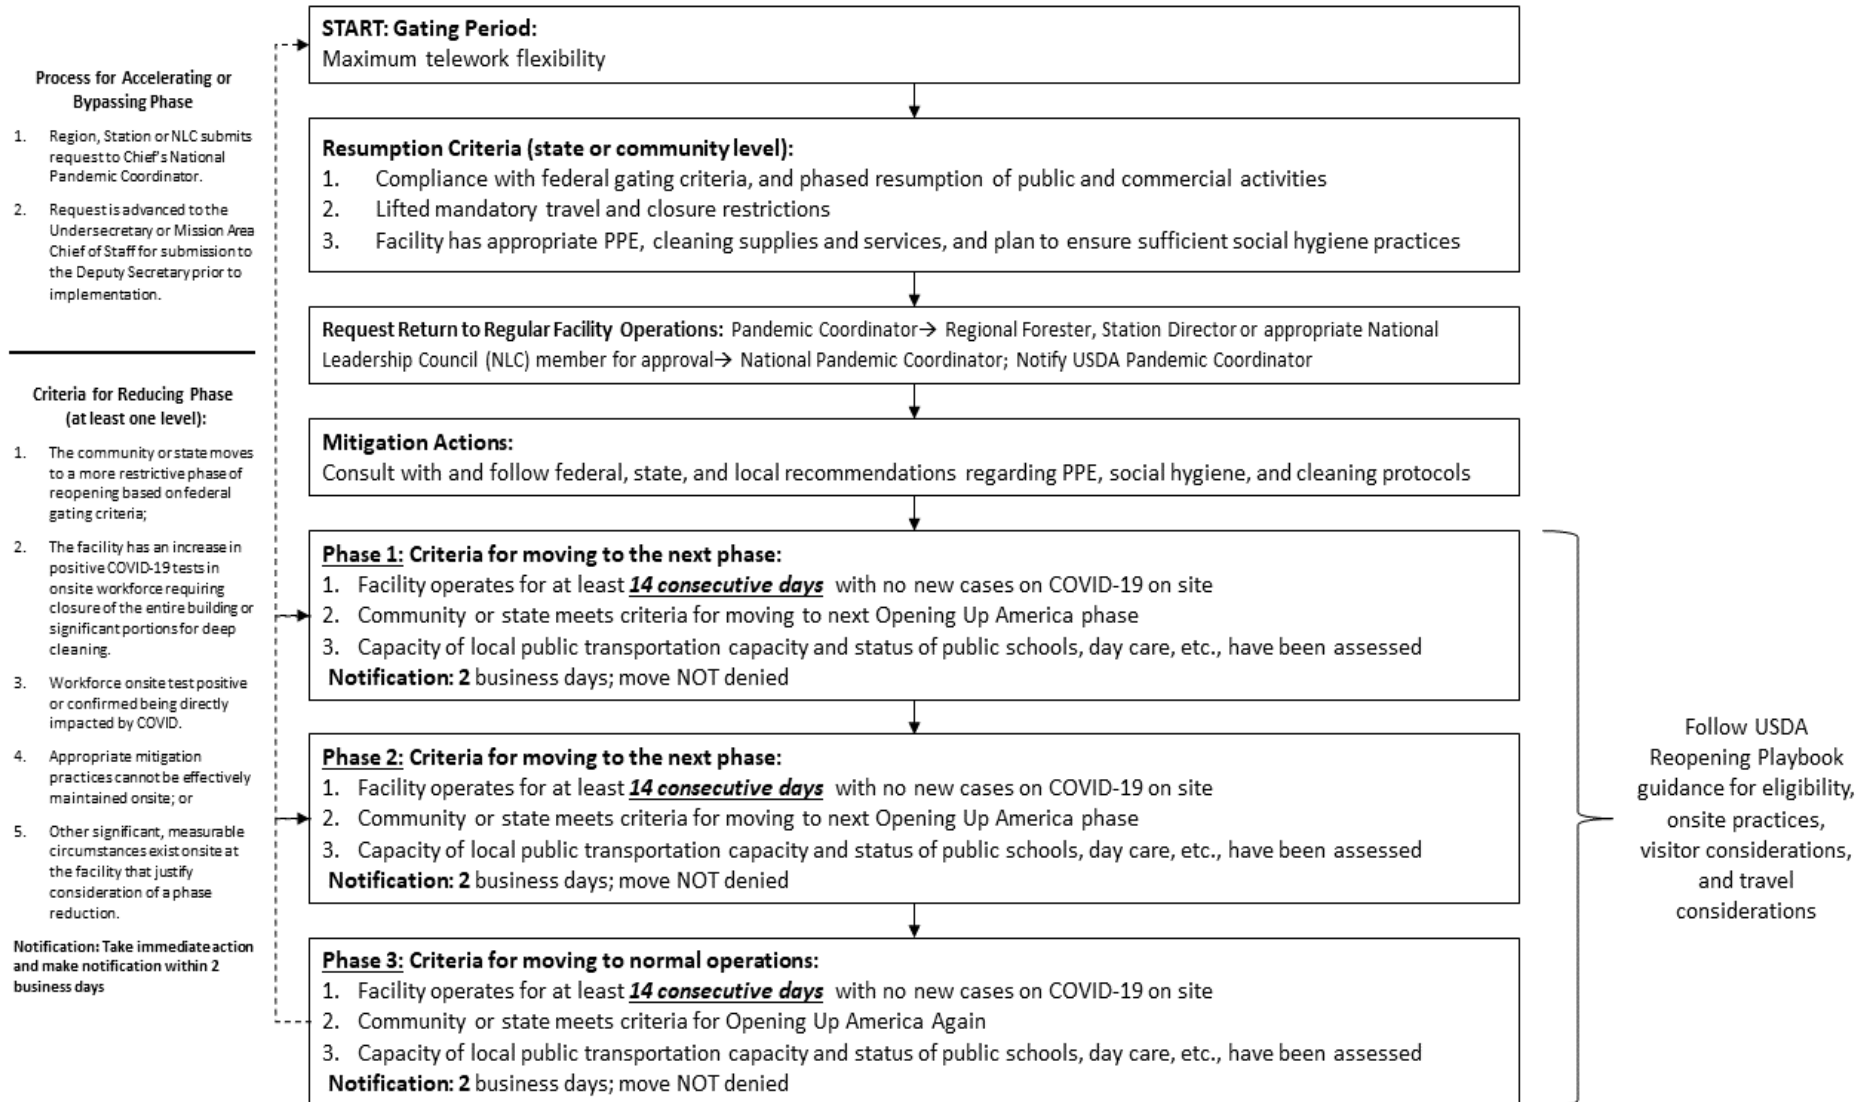 START: Gating Period:
Maximum telework flexibility
Process for Accelerating or
Bypassing Phase
1. Region, Station or NLC submits
request to Chief's National
Pandemic Coordinator.
2. Request is advanced to the
Undersecretary or Mission Area
Chief of Staff for submission to
the Deputy Secretary prior to
implementation.
Criteria for Reducing Phase
(at least one level):
1. The community or state moves
to a more restrictive phase of
reopening based on federal
gating criteria;
2. The facility has an increase in
positive COVID-19 tests in
onsite workforce requiring
closure of the entire building or
significant portions for deep
cleaning.
3. Workforce onsite test positive
or confirmed being directly
impacted by COVID.
4. Appropriate mitigation
practices cannot be effectively
maintained onsite; or
5. Other significant, measurable
circumstances exist onsite at
the facility that justify
consideration of a phase
reduction.
Notification: Take immediate action
and make notification within 2
business days
Resumption Criteria (state or community level):
1. Compliance with federal gating criteria, and phased resumption of public and commercial activities
2. Lifted mandatory travel and closure restrictions
3. Facility has appropriate PPE, cleaning supplies and services, and plan to ensure sufficient social hygiene practices
Request Return to Regular Facility Operations: Pandemic Coordinator→ Regional Forester, Station Director or appropriate National
Leadership Council (NLC) member for approval→ National Pandemic Coordinator; Notify USDA Pandemic Coordinator
Mitigation Actions:
Consult with and follow federal, state, and local recommendations regarding PPE, social hygiene, and cleaning protocols
Phase 1: Criteria for moving to the next phase:
1. Facility operates for at least 14 consecutive days with no new cases on COVID-19 on site
2. Community or state meets criteria for moving to next Opening Up America phase
3. Capacity of local public transportation capacity and status of public schools, day care, etc., have been assessed
Notification: 2 business days; move NOT denied
Phase 2: Criteria for moving to the next phase:
1. Facility operates for at least 14 consecutive days with no new cases on COVID-19 on site
2. Community or state meets criteria for moving to next Opening Up America phase
3. Capacity of local public transportation capacity and status of public schools, day care, etc., have been assessed
Notification: 2 business days; move NOT denied
Phase 3: Criteria for moving to normal operations:
1. Facility operates for at least 14 consecutive days with no new cases on COVID-19 on site
2. Community or state meets criteria for Opening Up America Again
3. Capacity of local public transportation capacity and status of public schools, day care, etc., have been assessed
Notification: 2 business days; move NOT denied
Follow USDA
Reopening Playbook
guidance for eligibility,
onsite practices,
visitor considerations,
and travel
considerations